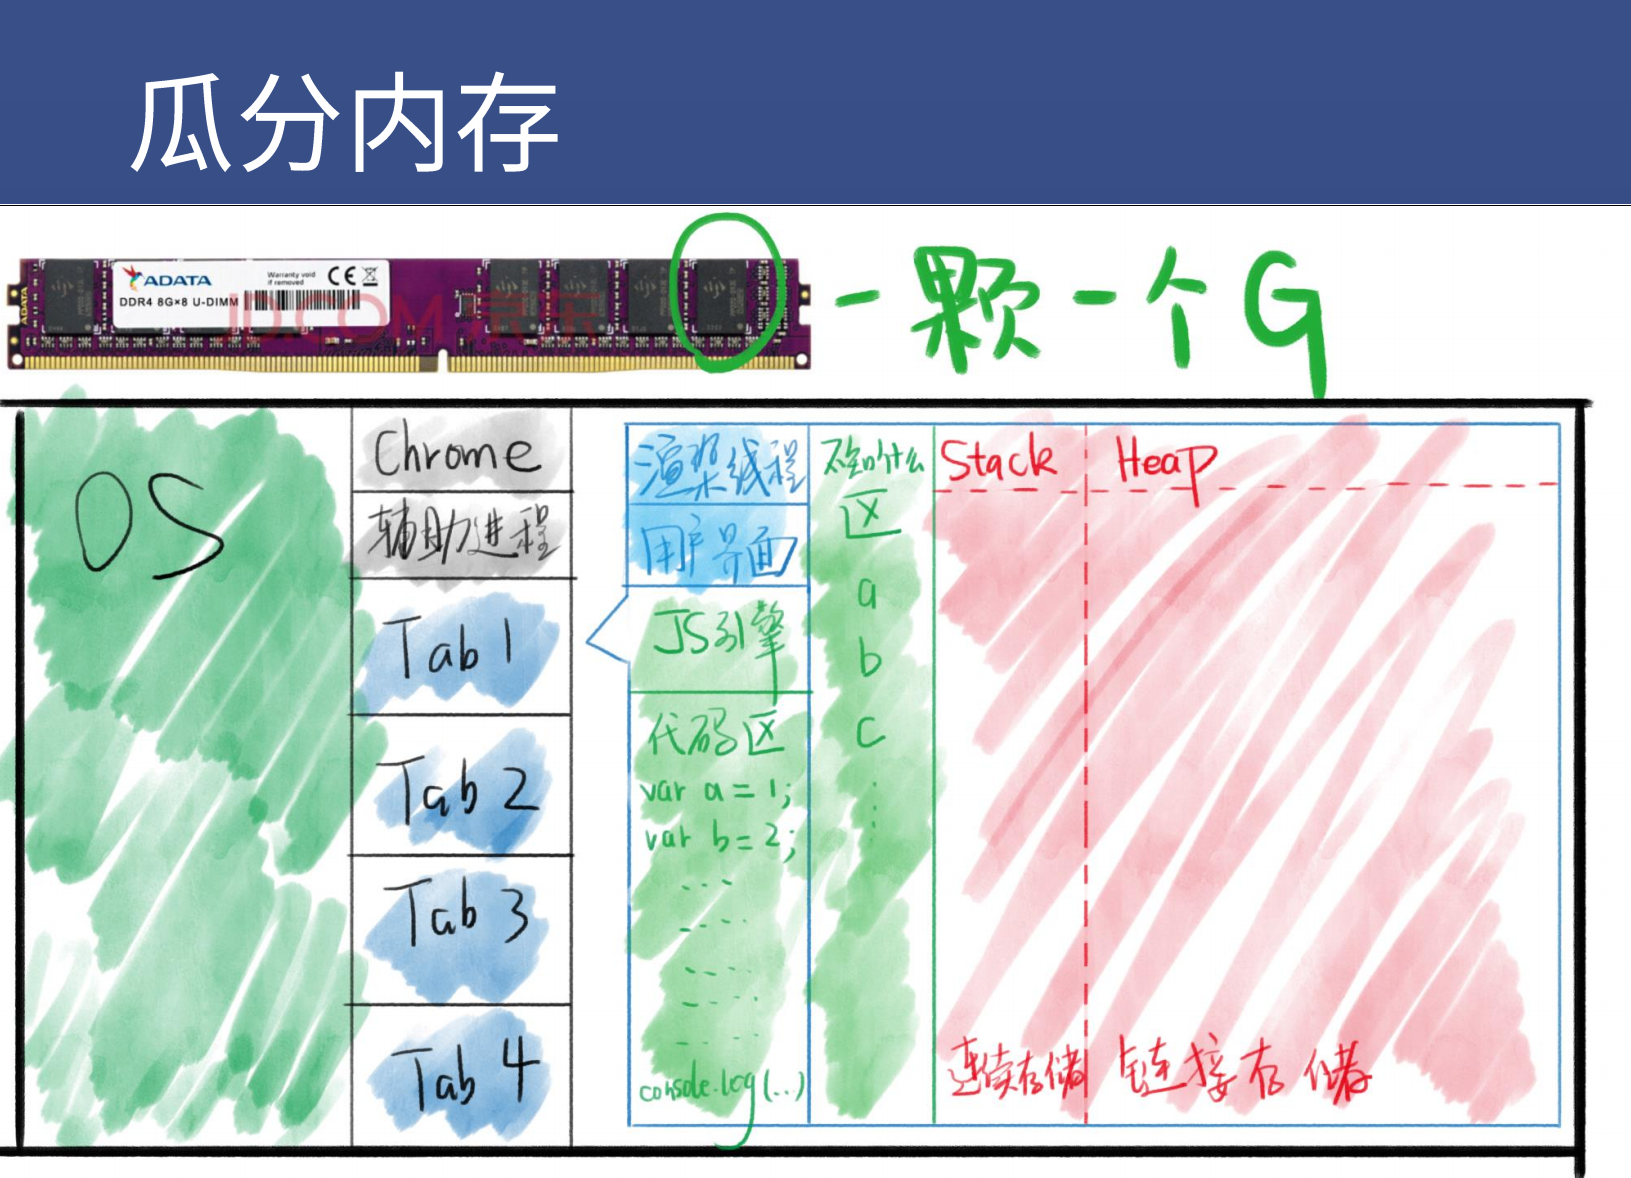 瓜分内存
ADATA
Warranty void
if removed
DDR4 8G×8 U-DIMM
ADATA
JD.COM 京东
一颗一个G
OS
Chrome
辅助进程
Tab 1
Tab 2
Tab 3
Tab 4
渲染线程
用户界面
JS引擎
代码区
var a = 1;
var b = 2;
...
....
....
....
...
console.log(...)
不知什么
区
a
b
c
Stack
Heap
连续存储
链接存储